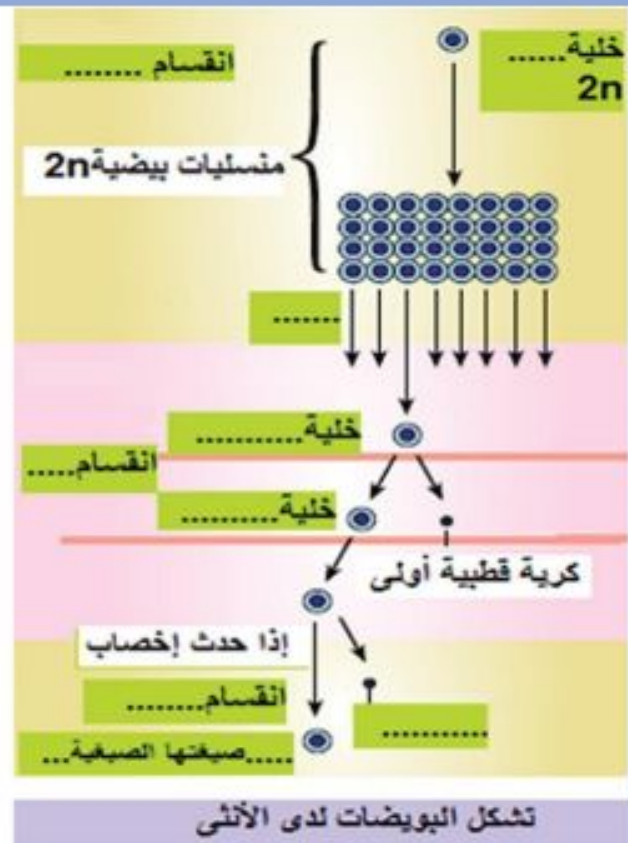 خلية......
2n
انقسام ........
منسليات بيضية2n
.......
خلية...........
انقسام.....
خلية..........
كرية قطبية أولى
إذا حدث إخصاب
انقسام........
...........
.....صيغتها الصبغية...
تشكل البويضات لدى الأنثى